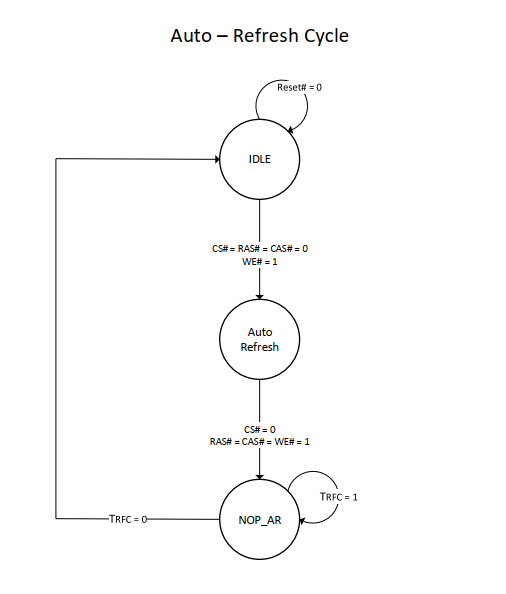 Auto – Refresh Cycle
Reset# = 0
IDLE
CS# = RAS# = CAS# = 0
WE# = 1
Auto
Refresh
CS# = 0
RAS# = CAS# = WE# = 1
TRFC = 1
NOP_AR
TRFC = 0